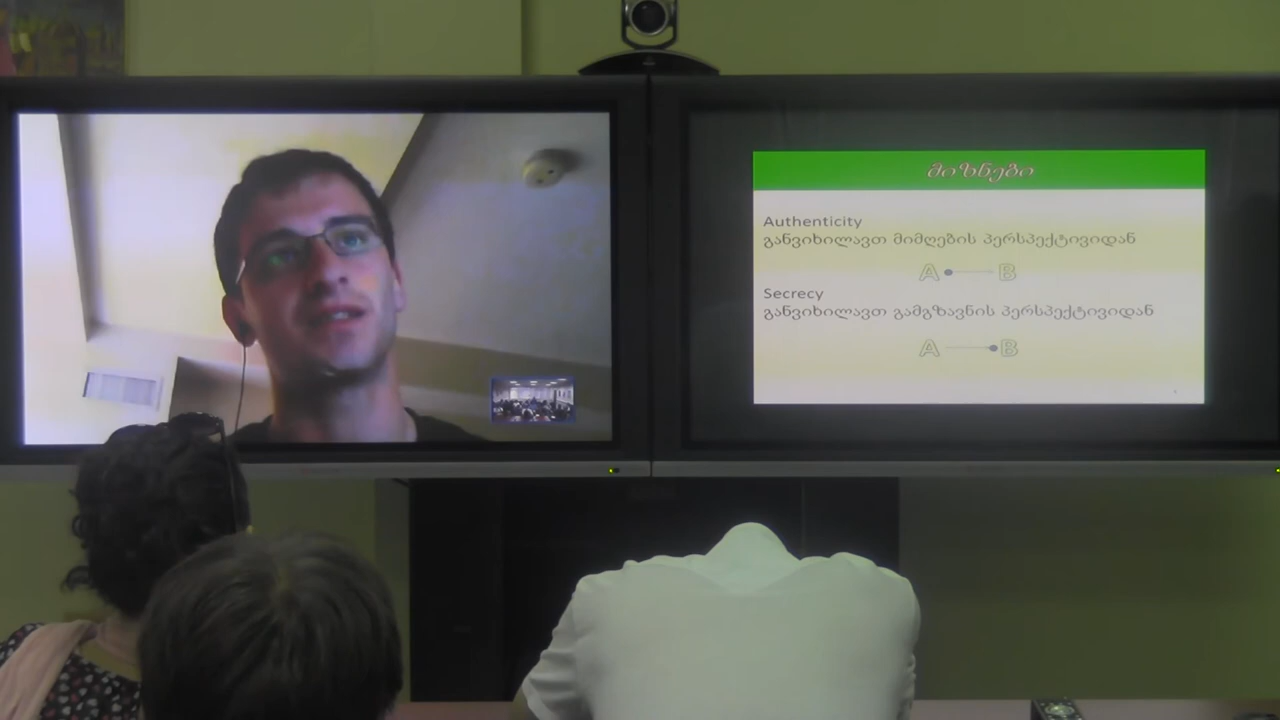 მიზნები
Authenticity
განვიხილავთ მიმღების პერსპექტივიდან
A B
Secrecy
განვიხილავთ გამგზავნის პერსპექტივიდან
A B